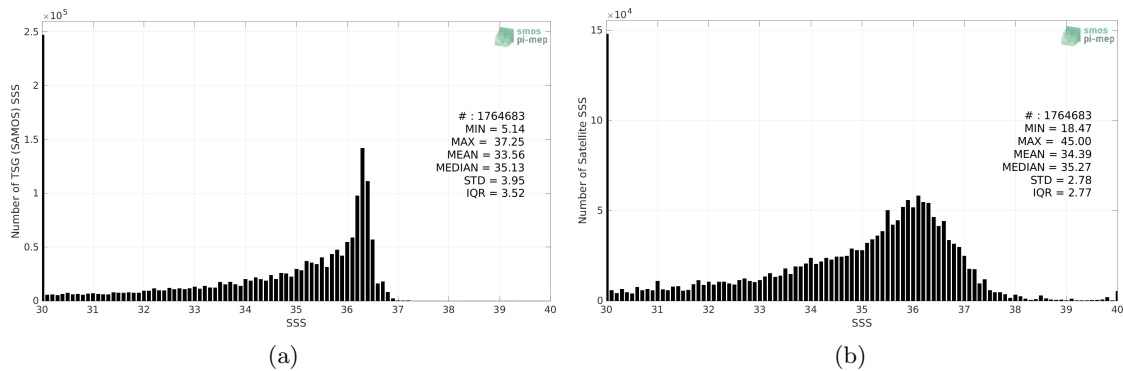 ×10⁵
2.5
2
1.5
1
0.5
0
30 31 32 33 34 35 36 37 38 39 40
SSS
Number of TSG (SAMOS) SSS
smos
pi-mep
# : 1764683
MIN = 5.14
MAX = 37.25
MEAN = 33.56
MEDIAN = 35.13
STD = 3.95
IQR = 3.52
(a)
×10⁴
15
10
5
0
30 31 32 33 34 35 36 37 38 39 40
SSS
Number of Satellite SSS
smos
pi-mep
# : 1764683
MIN = 18.47
MAX = 45.00
MEAN = 34.39
MEDIAN = 35.27
STD = 2.78
IQR = 2.77
(b)